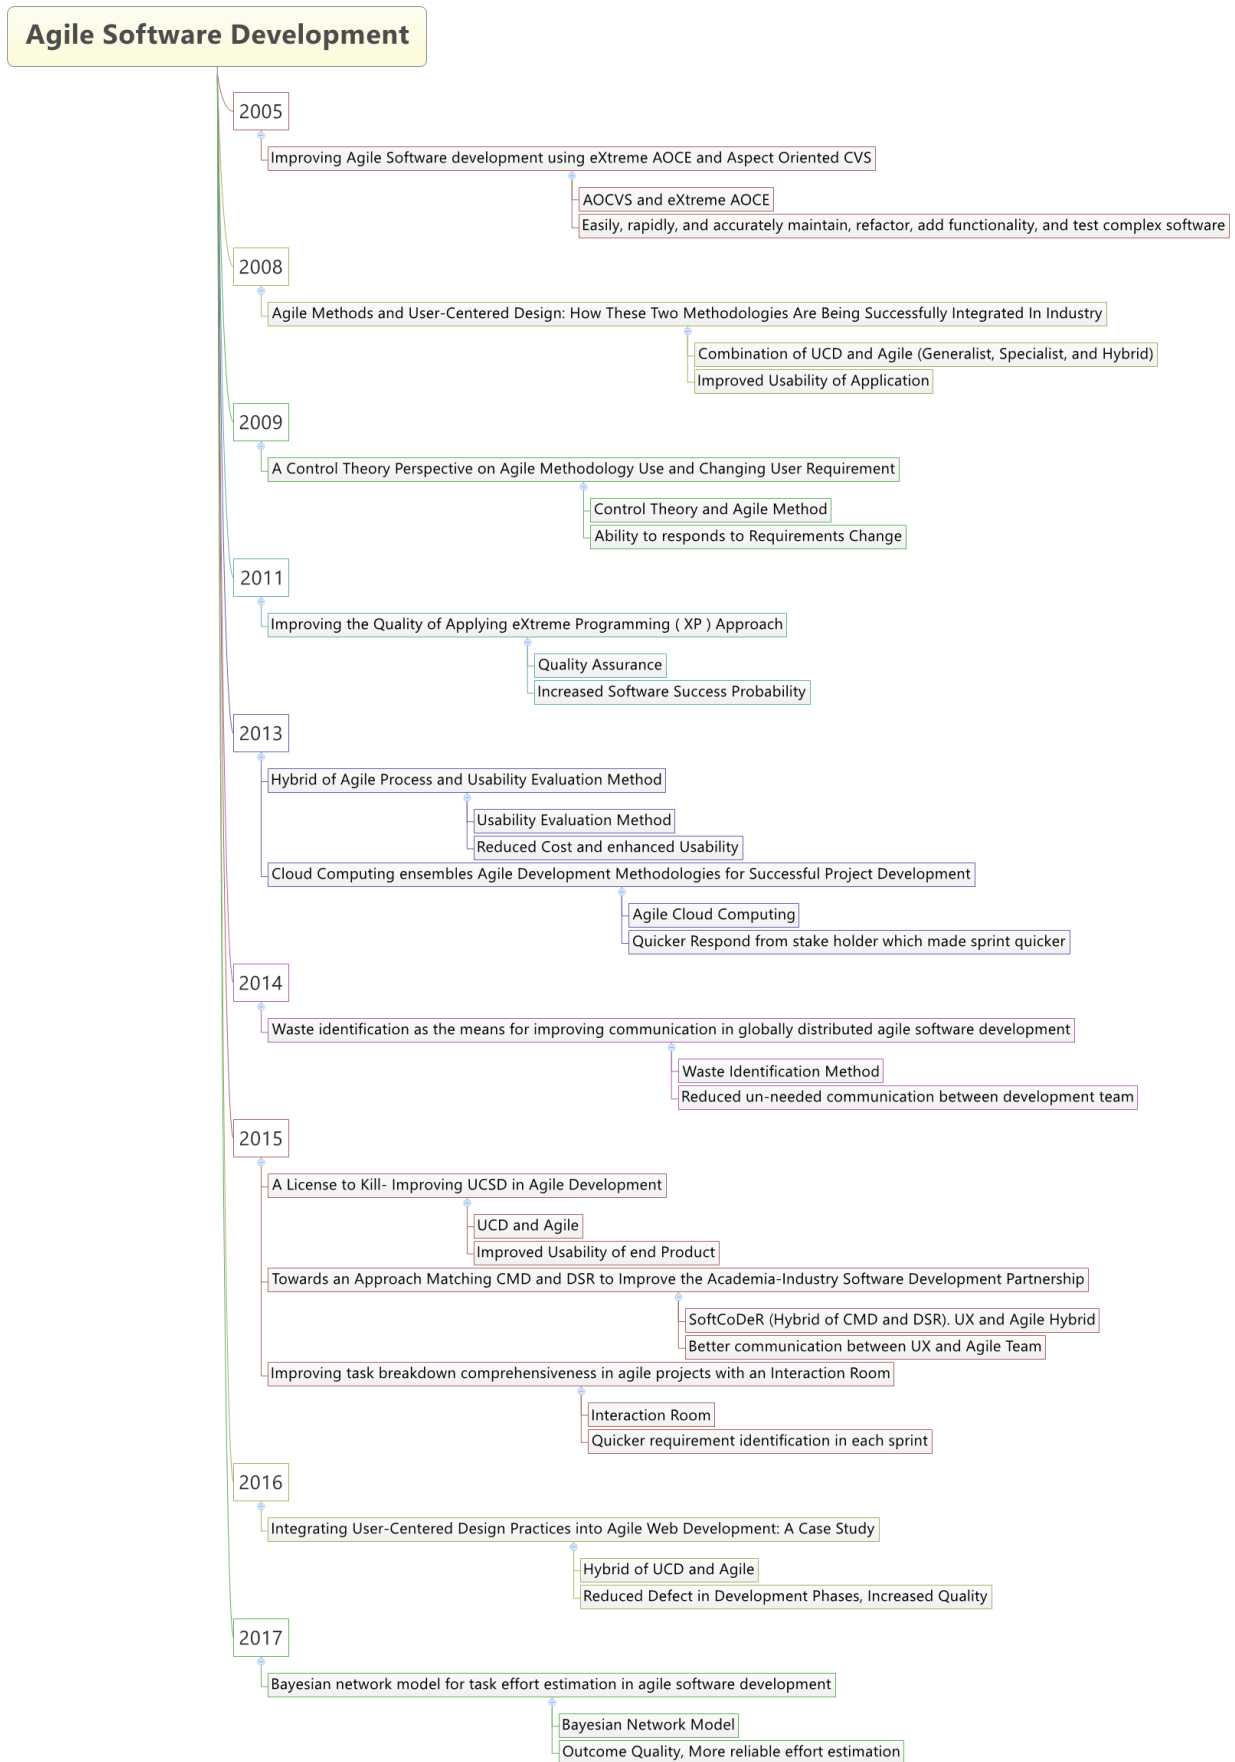 Agile Software Development
2005
Improving Agile Software development using eXtreme AOCE and Aspect Oriented CVS
AOCVS and eXtreme AOCE
Easily, rapidly, and accurately maintain, refactor, add functionality, and test complex software
2008
Agile Methods and User-Centered Design: How These Two Methodologies Are Being Successfully Integrated In Industry
Combination of UCD and Agile (Generalist, Specialist, and Hybrid)
Improved Usability of Application
2009
A Control Theory Perspective on Agile Methodology Use and Changing User Requirement
Control Theory and Agile Method
Ability to responds to Requirements Change
2011
Improving the Quality of Applying eXtreme Programming ( XP ) Approach
Quality Assurance
Increased Software Success Probability
2013
Hybrid of Agile Process and Usability Evaluation Method
Usability Evaluation Method
Reduced Cost and enhanced Usability
Cloud Computing ensembles Agile Development Methodologies for Successful Project Development
Agile Cloud Computing
Quicker Respond from stake holder which made sprint quicker
2014
Waste identification as the means for improving communication in globally distributed agile software development
Waste Identification Method
Reduced un-needed communication between development team
2015
A License to Kill- Improving UCSD in Agile Development
UCD and Agile
Improved Usability of end Product
Towards an Approach Matching CMD and DSR to Improve the Academia-Industry Software Development Partnership
SoftCoDeR (Hybrid of CMD and DSR). UX and Agile Hybrid
Better communication between UX and Agile Team
Improving task breakdown comprehensiveness in agile projects with an Interaction Room
Interaction Room
Quicker requirement identification in each sprint
2016
Integrating User-Centered Design Practices into Agile Web Development: A Case Study
Hybrid of UCD and Agile
Reduced Defect in Development Phases, Increased Quality
2017
Bayesian network model for task effort estimation in agile software development
Bayesian Network Model
Outcome Quality, More reliable effort estimation